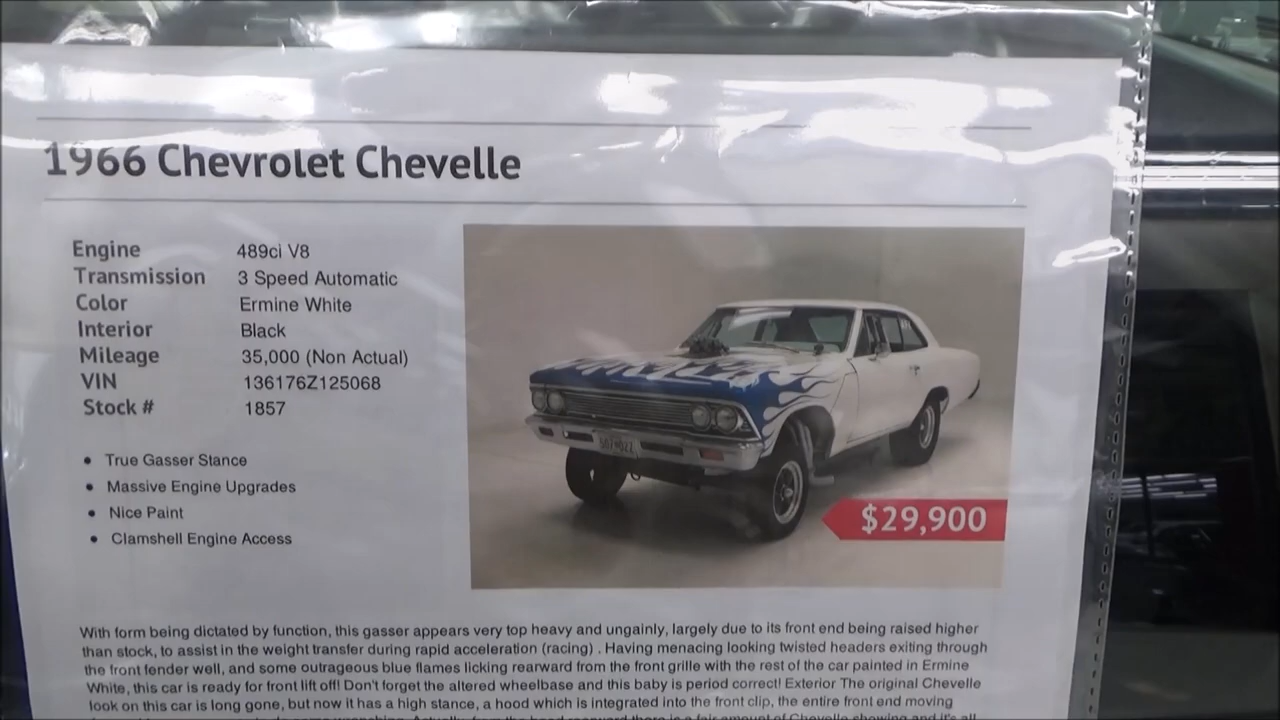 1966 Chevrolet Chevelle
Engine 489ci V8
Transmission 3 Speed Automatic
Color Ermine White
Interior Black
Mileage 35,000 (Non Actual)
VIN 136176Z125068
Stock # 1857
• True Gasser Stance
• Massive Engine Upgrades
• Nice Paint
• Clamshell Engine Access
$29,900
With form being dictated by function, this gasser appears very top heavy and ungainly, largely due to its front end being raised higher
than stock, to assist in the weight transfer during rapid acceleration (racing) . Having menacing looking twisted headers exiting through
the front fender well, and some outrageous blue flames licking rearward from the front grille with the rest of the car painted in Ermine
White, this car is ready for front lift off! Don't forget the altered wheelbase and this baby is period correct! Exterior The original Chevelle
look on this car is long gone, but now it has a high stance, a hood which is integrated into the front clip, the entire front end moving